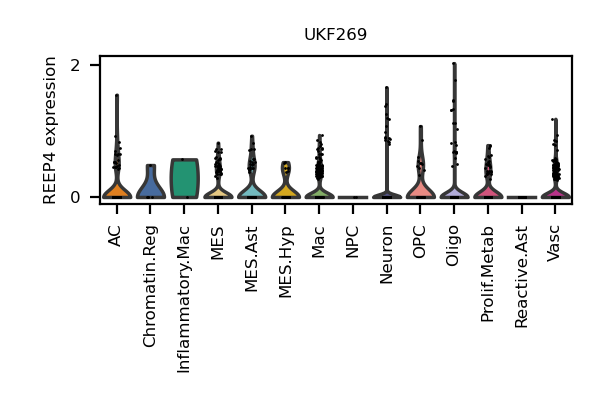 UKF269
REEP4 expression
2
0
AC
Chromatin.Reg
Inflammatory.Mac
MES
MES.Ast
MES.Hyp
Mac
NPC
Neuron
OPC
Oligo
Prolif.Metab
Reactive.Ast
Vasc